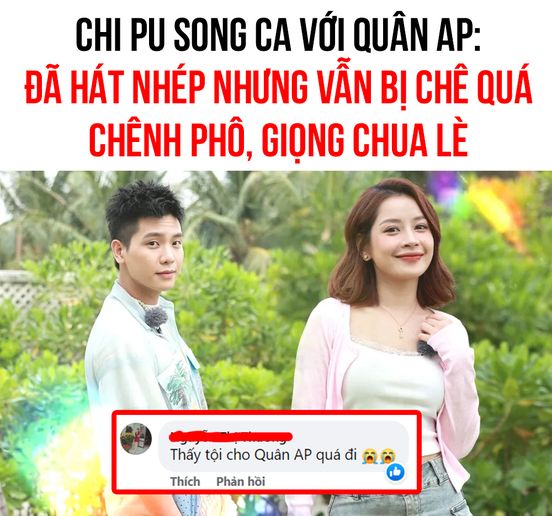 CHI PU SONG CA VỚI QUÂN AP:
ĐÃ HÁT NHÉP NHƯNG VẪN BỊ CHÊ QUÁ
CHÊNH PHÔ, GIỌNG CHUA LÈ
Thấy tội cho Quân AP quá đi 😭😭
Thích Phản hồi